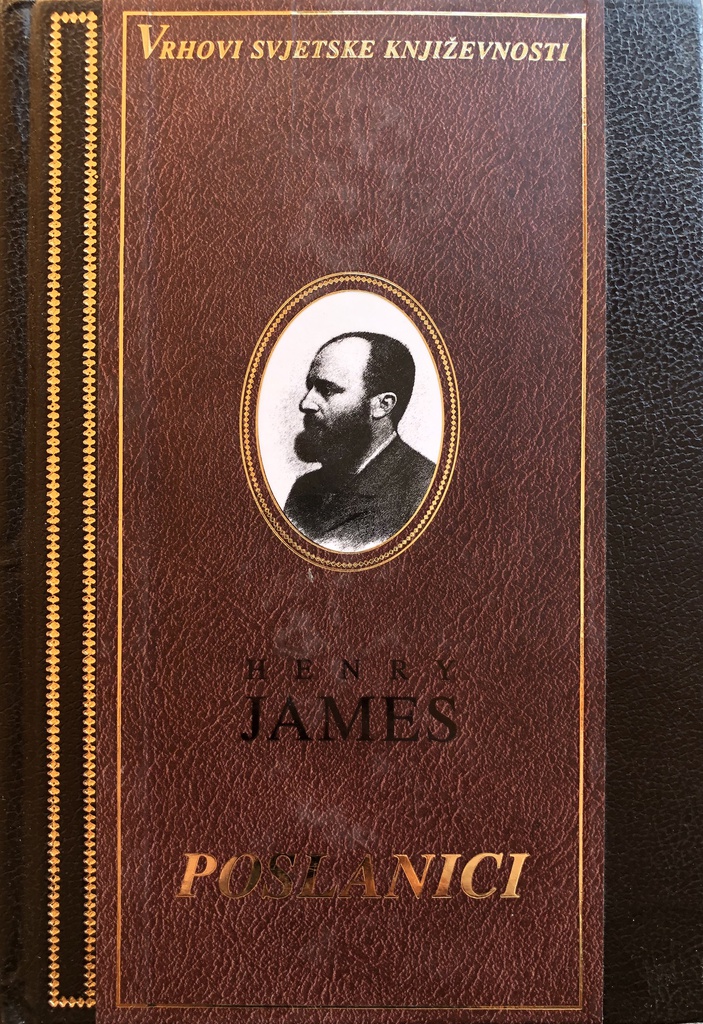 VRHOVI SVJETSKE KNJIŽEVNOSTI
HENRY
JAMES
POSLANICI